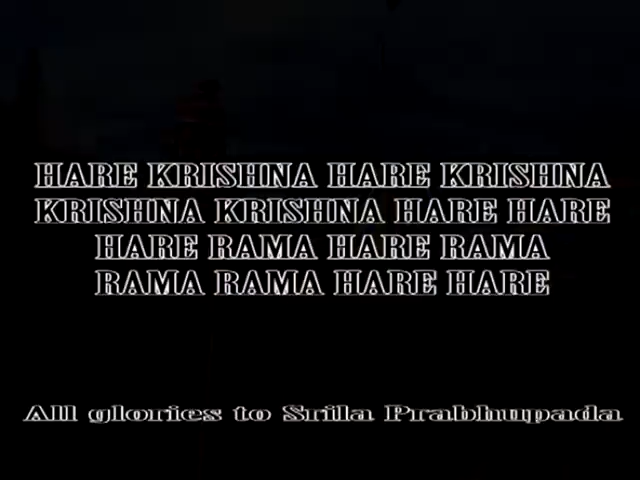 HARE KRISHNA HARE KRISHNA
KRISHNA KRISHNA HARE HARE
HARE RAMA HARE RAMA
RAMA RAMA HARE HARE
All glories to Srila Prabhupada